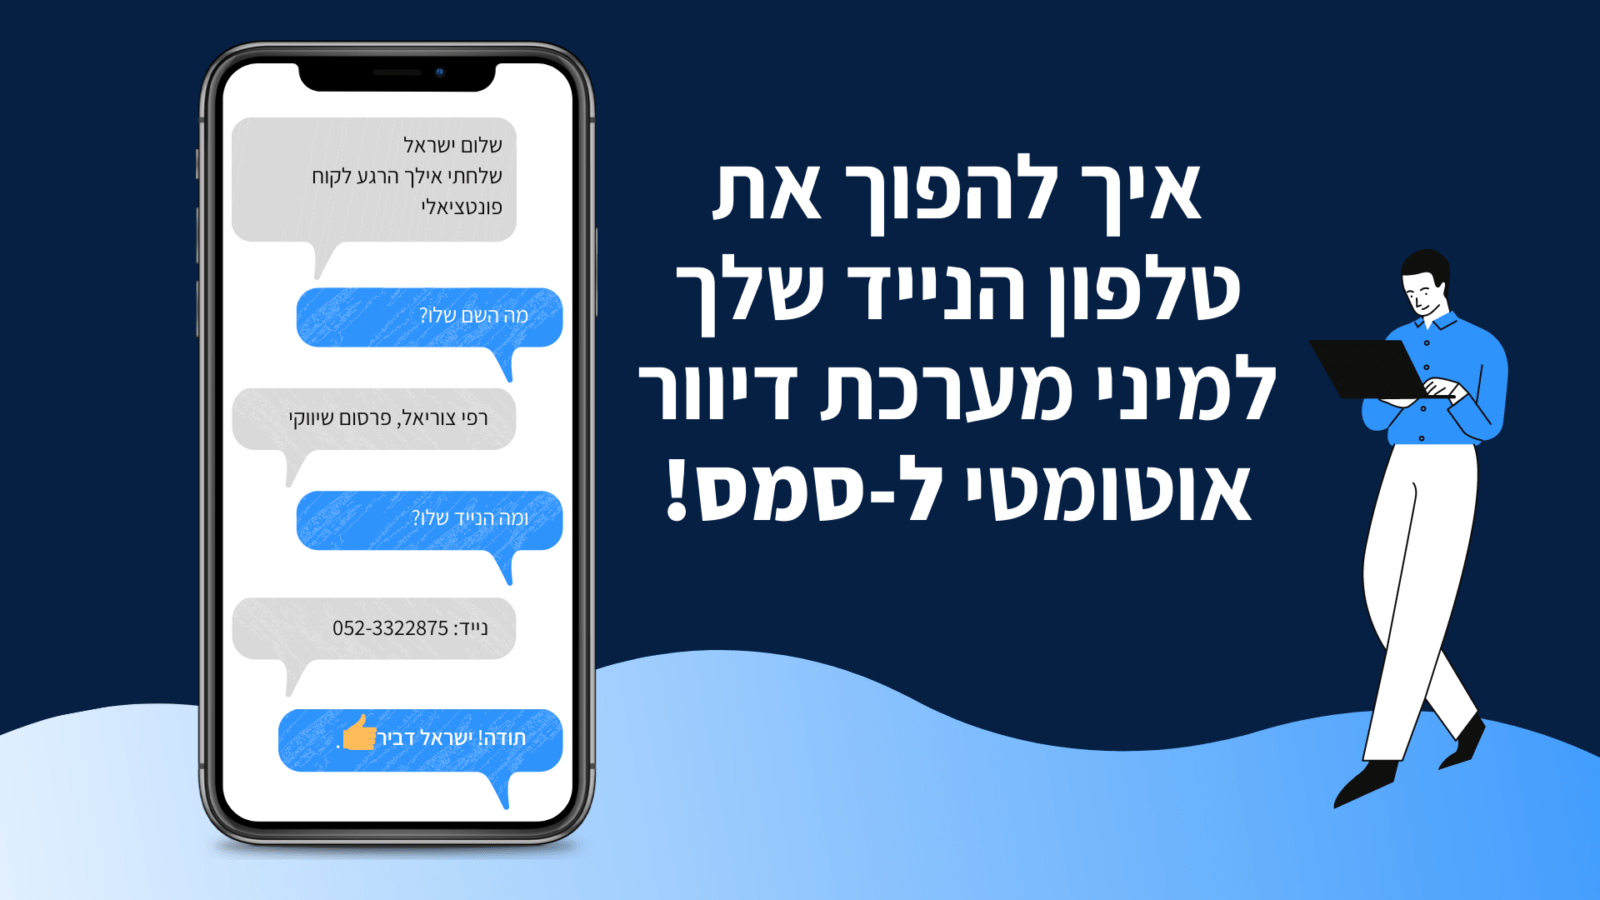 איך להפוך את
טלפון הנייד שלך
למיני מערכת דיוור
אוטומטי ל-סמס!
שלום ישראל
שלחתי אילך הרגע לקוח
פונטציאלי
מה השם שלו?
רפי צוריאל, פרסום שיווקי
ומה הנייד שלו?
נייד: 052-3322875
תודה! ישראל דביר 👍.